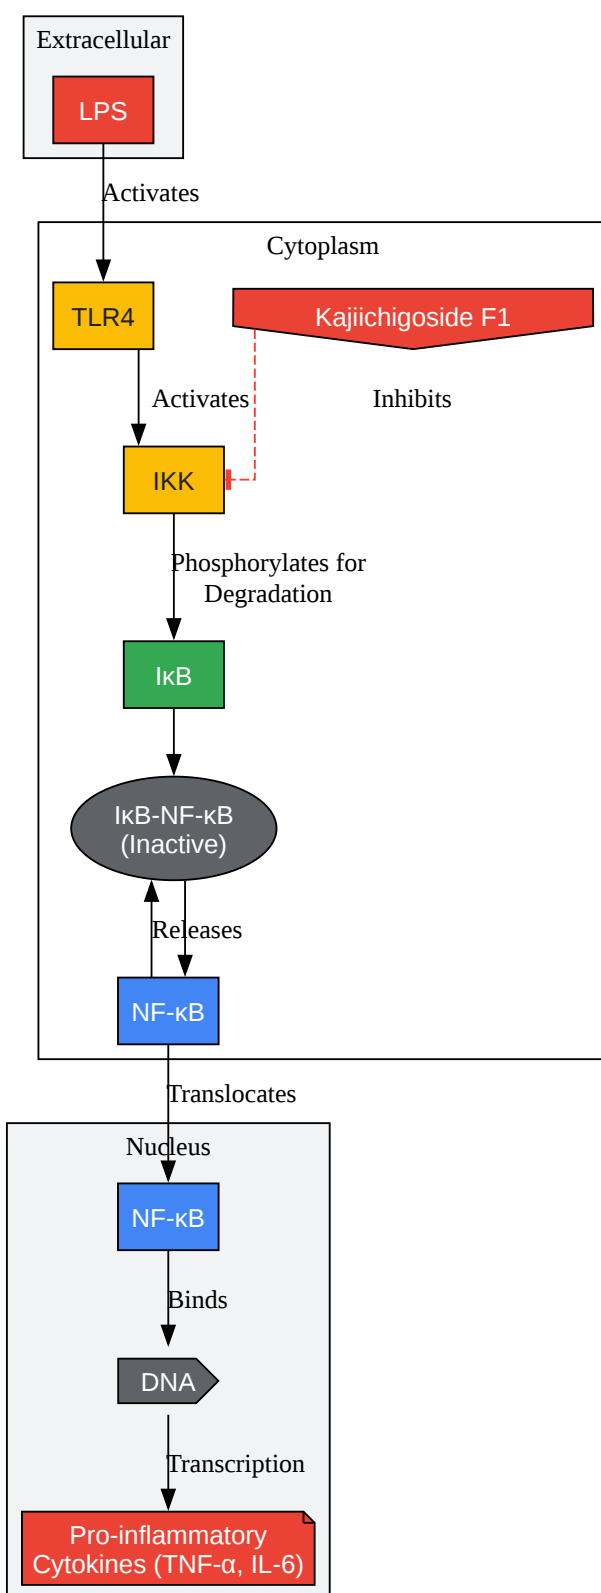 Extracellular
LPS
Activates
Cytoplasm
TLR4
Kajiichigoside F1
Activates
Inhibits
IKK
Phosphorylates for
Degradation
IκB
IκB-NF-κB
(Inactive)
Releases
NF-κB
Translocates
Nucleus
NF-κB
Binds
DNA
Transcription
Pro-inflammatory
Cytokines (TNF-α, IL-6)